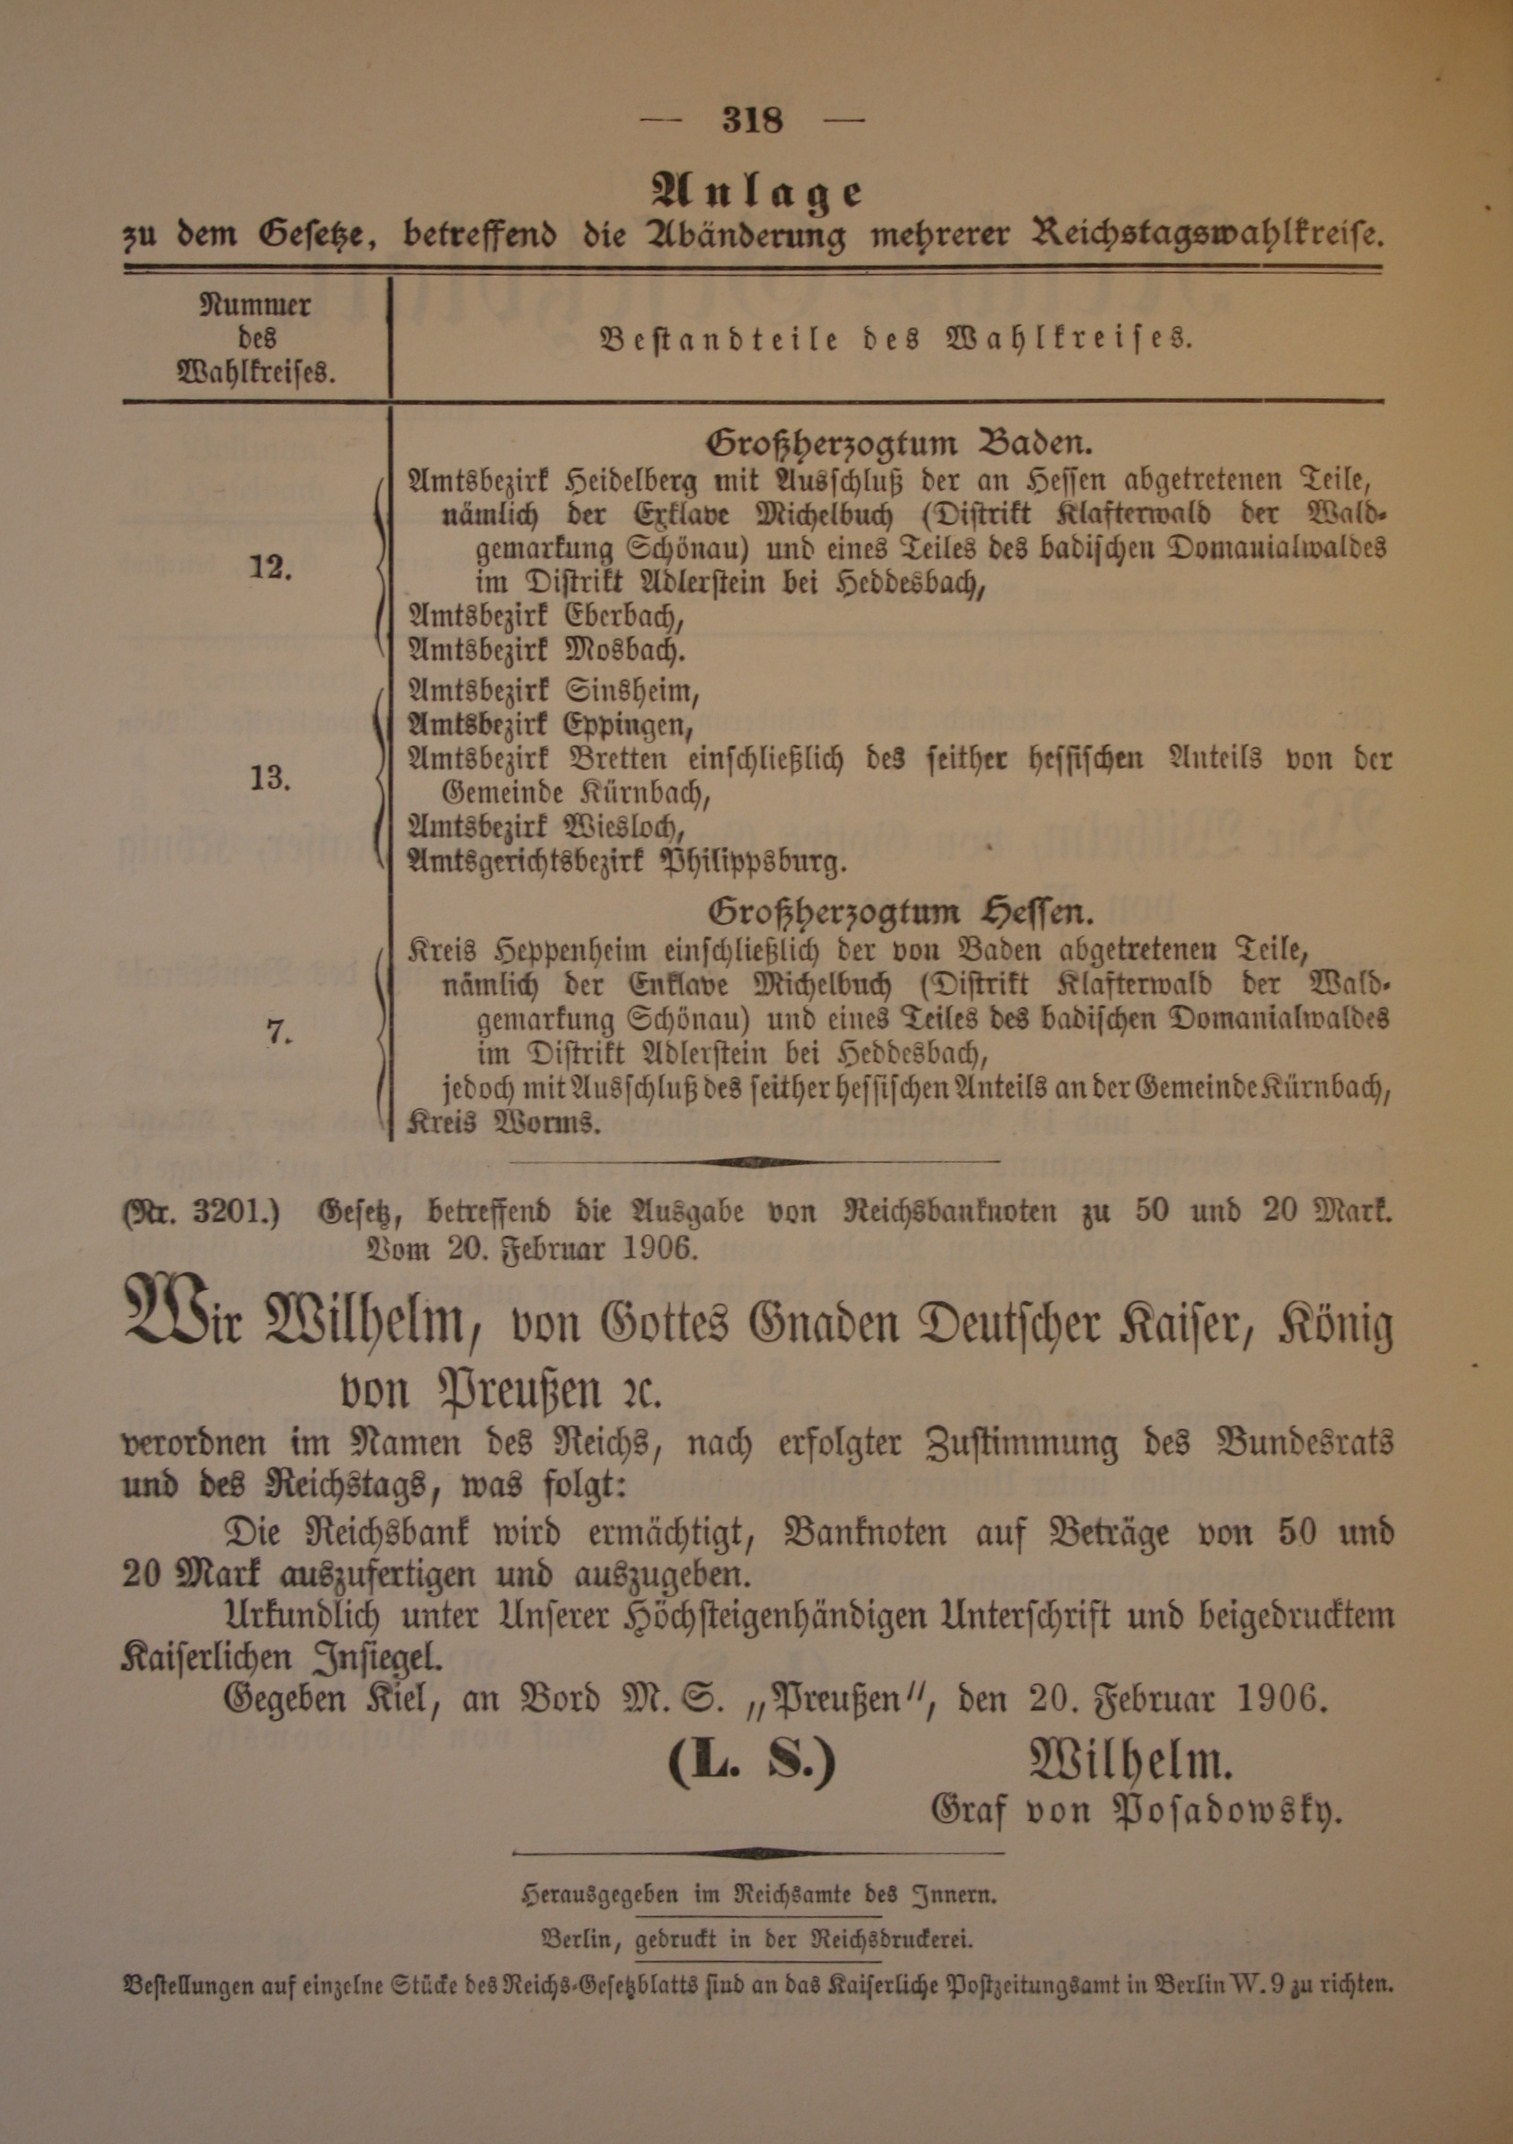 — 318 —
Anlage
zu dem Gesetze, betreffend die Abänderung mehrerer Reichstagswahlkreise.
Nummer
des
Wahlkreises.
Bestandteile des Wahlkreises.
Großherzogtum Baden.
12.
Amtsbezirk Heidelberg mit Ausschluß der an Hessen abgetretenen Teile,
nämlich der Exklave Michelbuch (Distrikt Klafterwald der Wald-
gemarkung Schönau) und eines Teiles des badischen Domanialwaldes
im Distrikt Adlerstein bei Heddesbach,
Amtsbezirk Eberbach,
Amtsbezirk Mosbach.
13.
Amtsbezirk Sinsheim,
Amtsbezirk Eppingen,
Amtsbezirk Bretten einschließlich des seither hessischen Anteils von der
Gemeinde Kürnbach,
Amtsbezirk Wiesloch,
Amtsgerichtsbezirk Philippsburg.
Großherzogtum Hessen.
7.
Kreis Heppenheim einschließlich der von Baden abgetretenen Teile,
nämlich der Enklave Michelbuch (Distrikt Klafterwald der Wald-
gemarkung Schönau) und eines Teiles des badischen Domanialwaldes
im Distrikt Adlerstein bei Heddesbach,
jedoch mit Ausschluß des seither hessischen Anteils an der Gemeinde Kürnbach,
Kreis Worms.
(Nr. 3201.) Gesetz, betreffend die Ausgabe von Reichsbanknoten zu 50 und 20 Mark.
Vom 20. Februar 1906.
Wir Wilhelm, von Gottes Gnaden Deutscher Kaiser, König
von Preußen ꝛc.
verordnen im Namen des Reichs, nach erfolgter Zustimmung des Bundesrats
und des Reichstags, was folgt:
Die Reichsbank wird ermächtigt, Banknoten auf Beträge von 50 und
20 Mark auszufertigen und auszugeben.
Urkundlich unter Unserer Höchsteigenhändigen Unterschrift und beigedrucktem
Kaiserlichen Insiegel.
Gegeben Kiel, an Bord M. S. „Preußen", den 20. Februar 1906.
(L. S.) Wilhelm.
Graf von Posadowsky.
Herausgegeben im Reichsamte des Innern.
Berlin, gedruckt in der Reichsdruckerei.
Bestellungen auf einzelne Stücke des Reichs-Gesetzblatts sind an das Kaiserliche Postzeitungsamt in Berlin W. 9 zu richten.